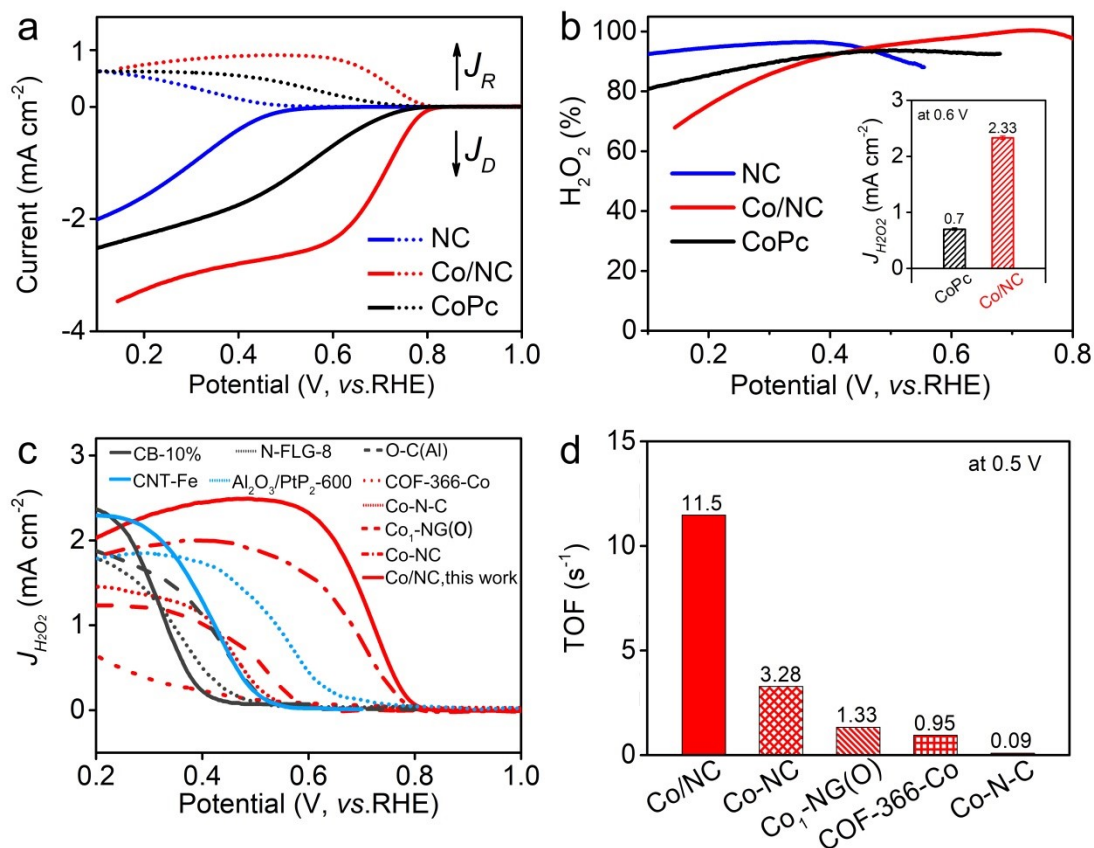 a
Current (mA cm⁻²)
1
0
-2
-4
J_R
J_D
NC
Co/NC
CoPc
0.2 0.4 0.6 0.8 1.0
Potential (V, vs.RHE)
b
H₂O₂ (%)
100
80
60
40
20
0
NC
Co/NC
CoPc
0.2 0.4 0.6 0.8
Potential (V, vs.RHE)
at 0.6 V
J_H2O2 (mA cm⁻²)
3
2
1
0
0.7
2.33
CoPc
Co/NC
c
J_H2O2 (mA cm⁻²)
3
2
1
0
CB-10%
CNT-Fe
N-FLG-8
Al₂O₃/PtP₂-600
O-C(Al)
COF-366-Co
Co-N-C
Co₁-NG(O)
Co-NC
Co/NC,this work
0.2 0.4 0.6 0.8 1.0
Potential (V, vs.RHE)
d
TOF (s⁻¹)
15
10
5
0
at 0.5 V
11.5
3.28
1.33
0.95
0.09
Co/NC
Co-NC
Co₁-NG(O)
COF-366-Co
Co-N-C